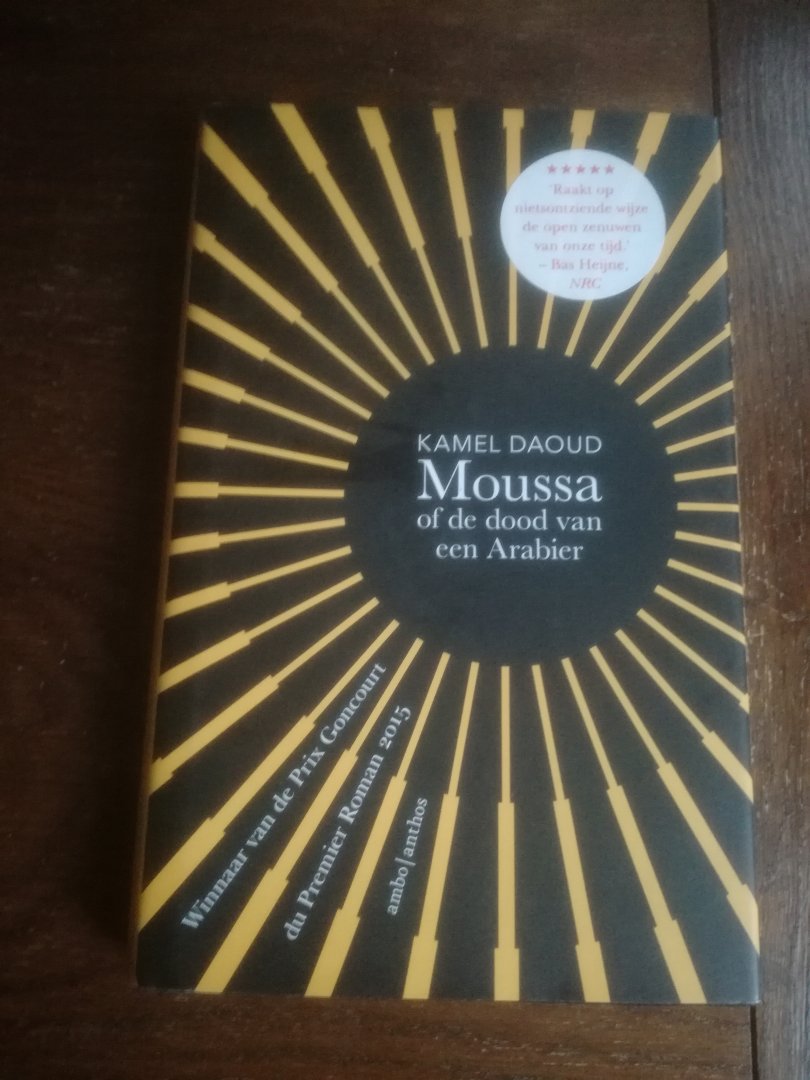 ★★★★★
'Raakt op
nietsontziende wijze
de open zenuwen
van onze tijd.'
– Bas Heijne,
NRC
KAMEL DAOUD
Moussa
of de dood van
een Arabier
Winnaar van de Prix Goncourt
du Premier Roman 2015
ambo|anthos